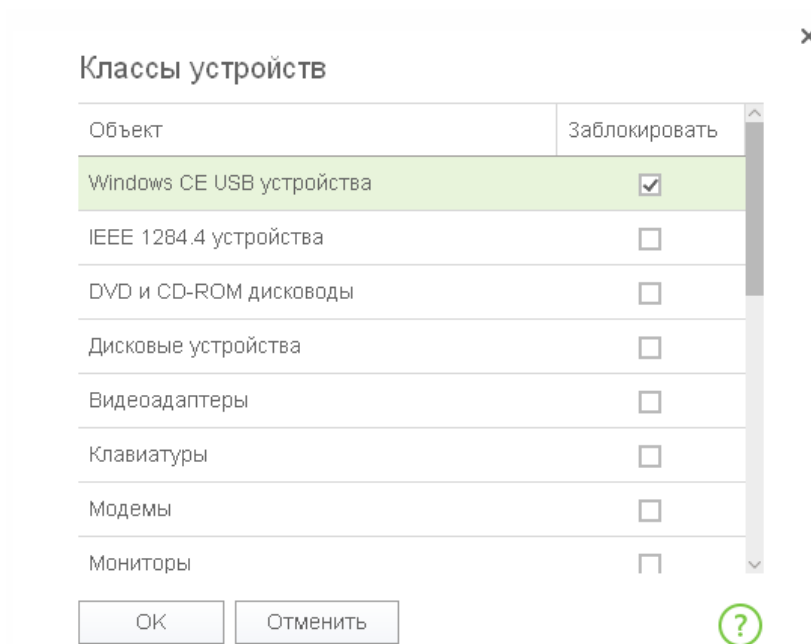 Классы устройств
Объект Заблокировать
Windows CE USB устройства
IEEE 1284.4 устройства
DVD и CD-ROM дисководы
Дисковые устройства
Видеоадаптеры
Клавиатуры
Модемы
Мониторы
OK Отменить ?